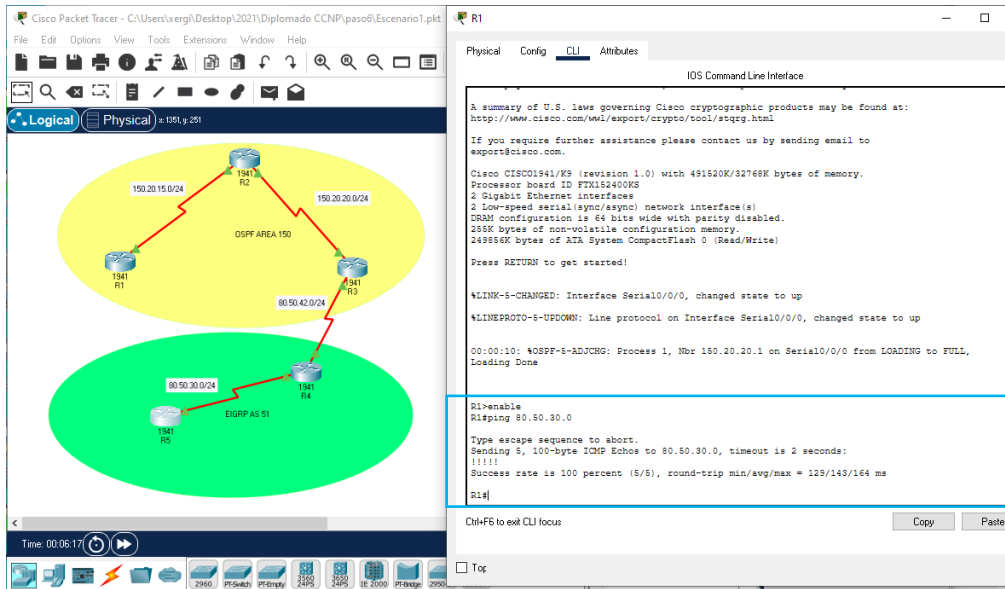 Cisco Packet Tracer - C:\Users\xergi\Desktop\2021\Diplomado CCNP\paso6\Escenario1.pkt
File Edit Options View Tools Extensions Window Help
Logical Physical x: 1351, y: 251
1941
R2
150.20.15.0/24
150.20.20.0/24
OSPF AREA 150
1941
R1
1941
R3
80.50.42.0/24
80.50.30.0/24
1941
R4
EIGRP AS 51
1941
R5
Time: 00:06:17
2960 PT-Switch PT-Empty 3560 24PS 3650 24PS IE 2000 PT-Bridge 2950
R1
Physical Config CLI Attributes
IOS Command Line Interface
A summary of U.S. laws governing Cisco cryptographic products may be found at:
http://www.cisco.com/wwl/export/crypto/tool/stqrg.html
If you require further assistance please contact us by sending email to
export@cisco.com.
Cisco CISCO1941/K9 (revision 1.0) with 491520K/32768K bytes of memory.
Processor board ID FTX152400KS
2 Gigabit Ethernet interfaces
2 Low-speed serial(sync/async) network interface(s)
DRAM configuration is 64 bits wide with parity disabled.
255K bytes of non-volatile configuration memory.
249856K bytes of ATA System CompactFlash 0 (Read/Write)
Press RETURN to get started!
%LINK-5-CHANGED: Interface Serial0/0/0, changed state to up
%LINEPROTO-5-UPDOWN: Line protocol on Interface Serial0/0/0, changed state to up
00:00:10: %OSPF-5-ADJCHG: Process 1, Nbr 150.20.20.1 on Serial0/0/0 from LOADING to FULL,
Loading Done
R1>enable
R1#ping 80.50.30.0
Type escape sequence to abort.
Sending 5, 100-byte ICMP Echos to 80.50.30.0, timeout is 2 seconds:
!!!!!
Success rate is 100 percent (5/5), round-trip min/avg/max = 129/143/164 ms
R1#
Ctrl+F6 to exit CLI focus
Copy Paste
Top